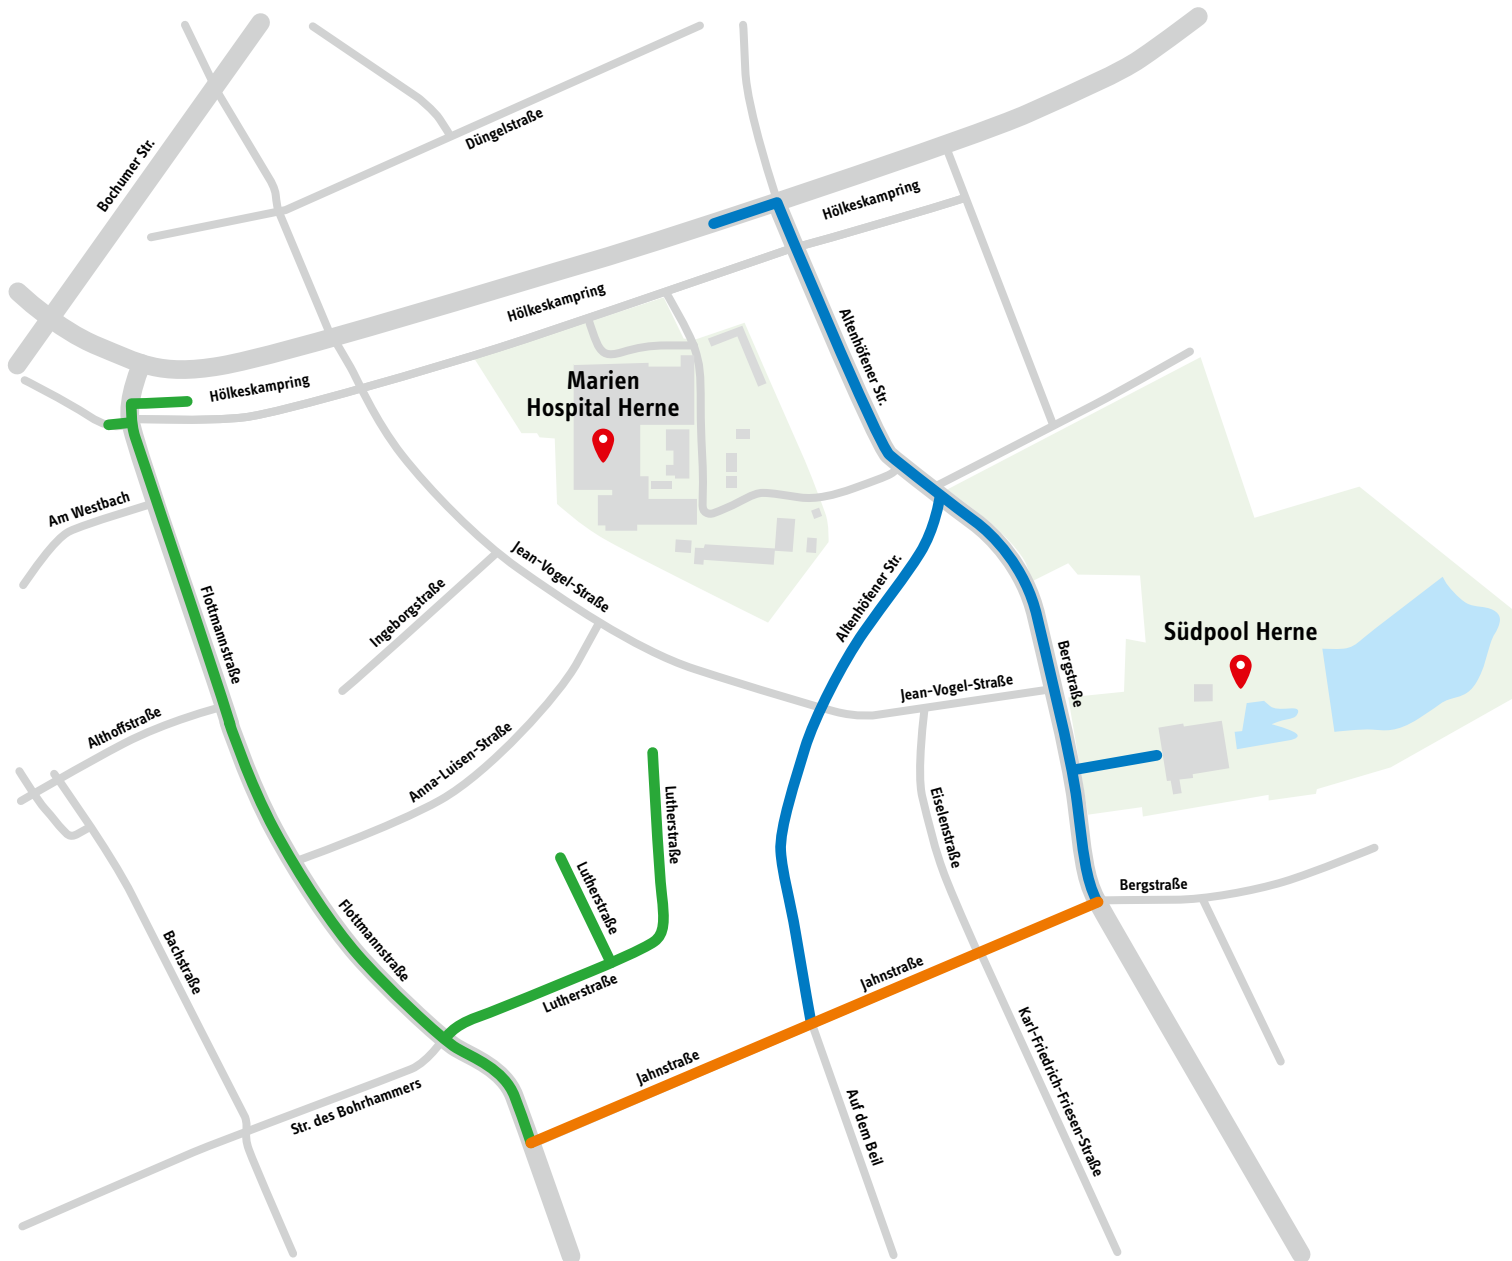 Düngelstraße
Bochumer Str.
Hölkeskampring
Hölkeskampring
Altenhöfener Str.
Hölkeskampring
Marien
Hospital Herne
Am Westbach
Jean-Vogel-Straße
Altenhöfener Str.
Ingeborgstraße
Flottmannstraße
Südpool Herne
Bergstraße
Jean-Vogel-Straße
Althoffstraße
Anna-Luisen-Straße
Lutherstraße
Eiselenstraße
Lutherstraße
Bergstraße
Flottmannstraße
Bachstraße
Jahnstraße
Lutherstraße
Jahnstraße
Karl-Friedrich-Friesen-Straße
Str. des Bohrhammers
Auf dem Beil